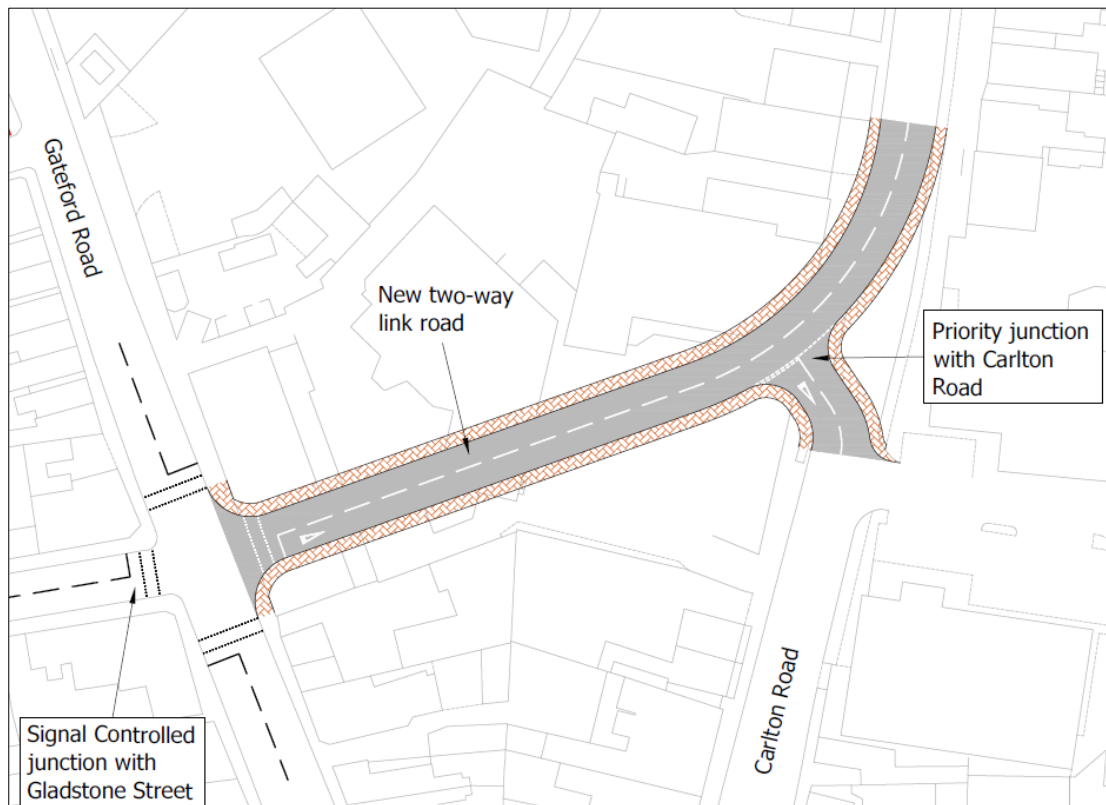 Gateford Road
New two-way
link road
Priority junction
with Carlton
Road
Carlton Road
Signal Controlled
junction with
Gladstone Street